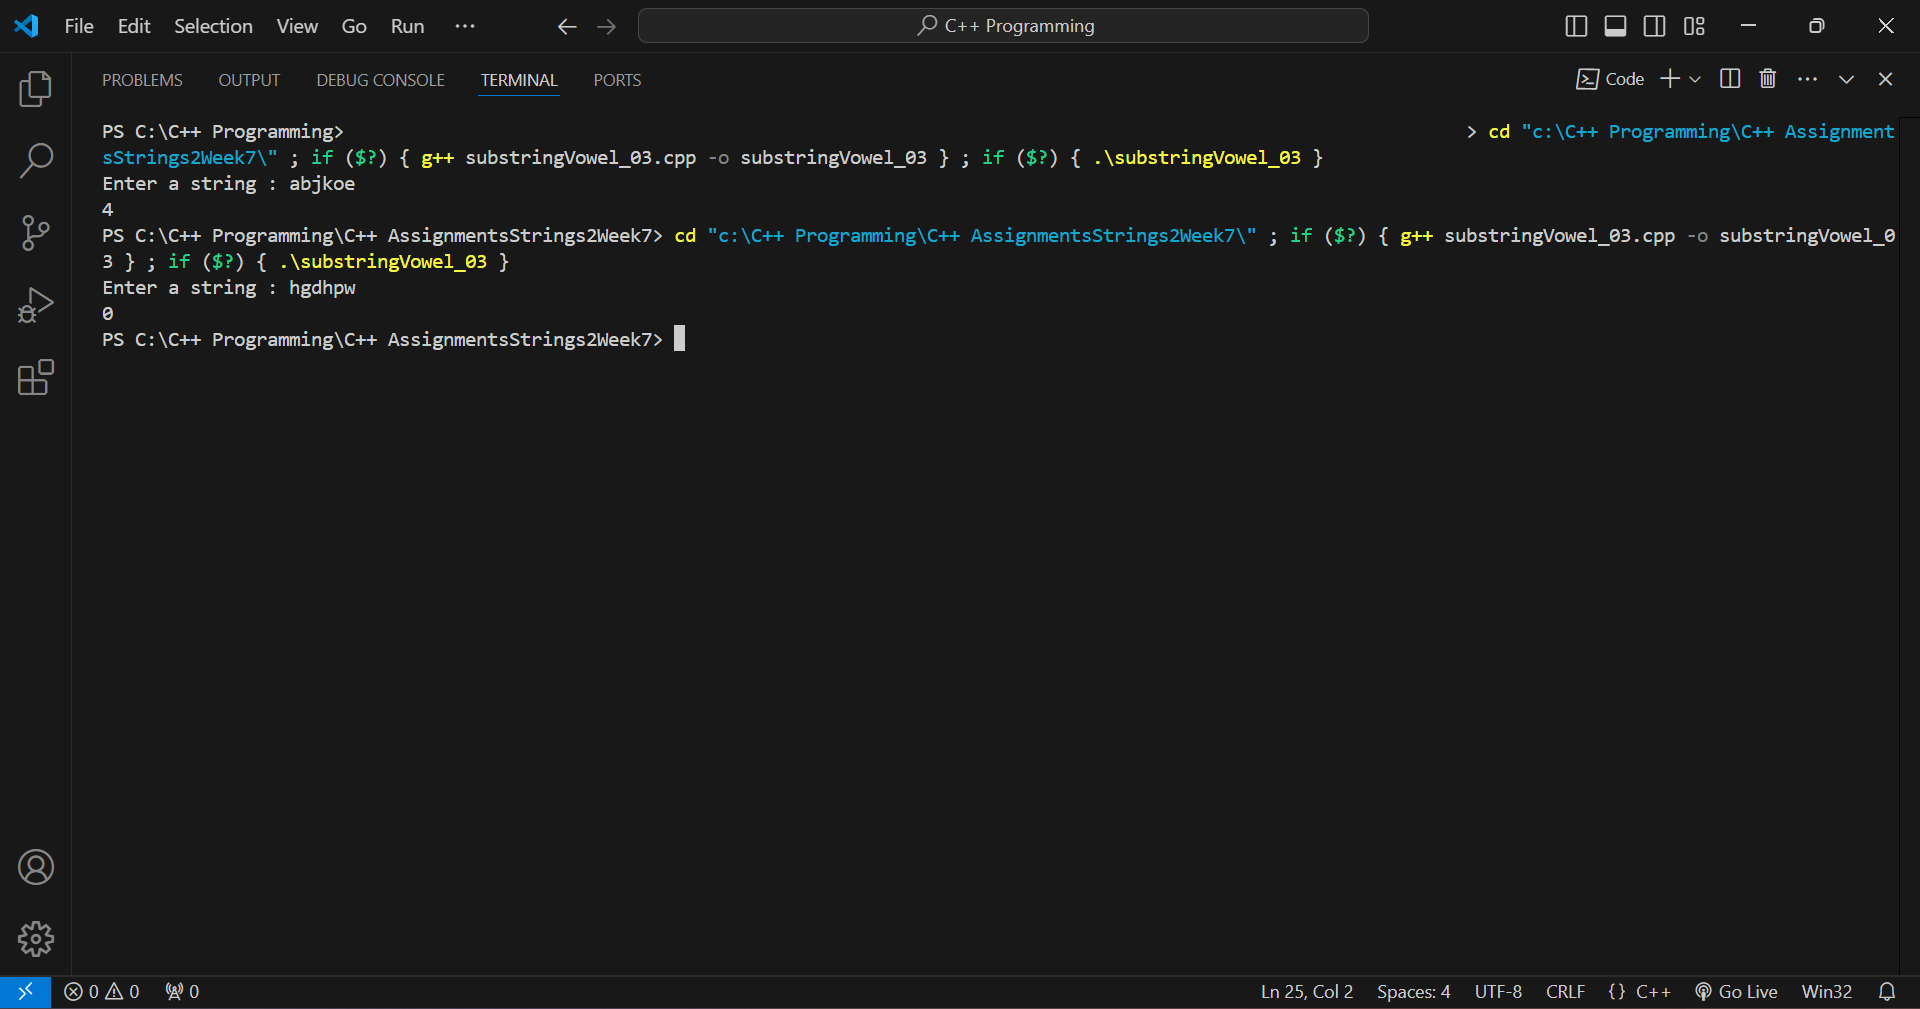 File Edit Selection View Go Run ··· C++ Programming
PROBLEMS OUTPUT DEBUG CONSOLE TERMINAL PORTS Code
PS C:\C++ Programming> > cd "c:\C++ Programming\C++ Assignment
sStrings2Week7\" ; if ($?) { g++ substringVowel_03.cpp -o substringVowel_03 } ; if ($?) { .\substringVowel_03 }
Enter a string : abjkoe
4
PS C:\C++ Programming\C++ AssignmentsStrings2Week7> cd "c:\C++ Programming\C++ AssignmentsStrings2Week7\" ; if ($?) { g++ substringVowel_03.cpp -o substringVowel_0
3 } ; if ($?) { .\substringVowel_03 }
Enter a string : hgdhpw
0
PS C:\C++ Programming\C++ AssignmentsStrings2Week7>
0 0 0 Ln 25, Col 2 Spaces: 4 UTF-8 CRLF {} C++ Go Live Win32